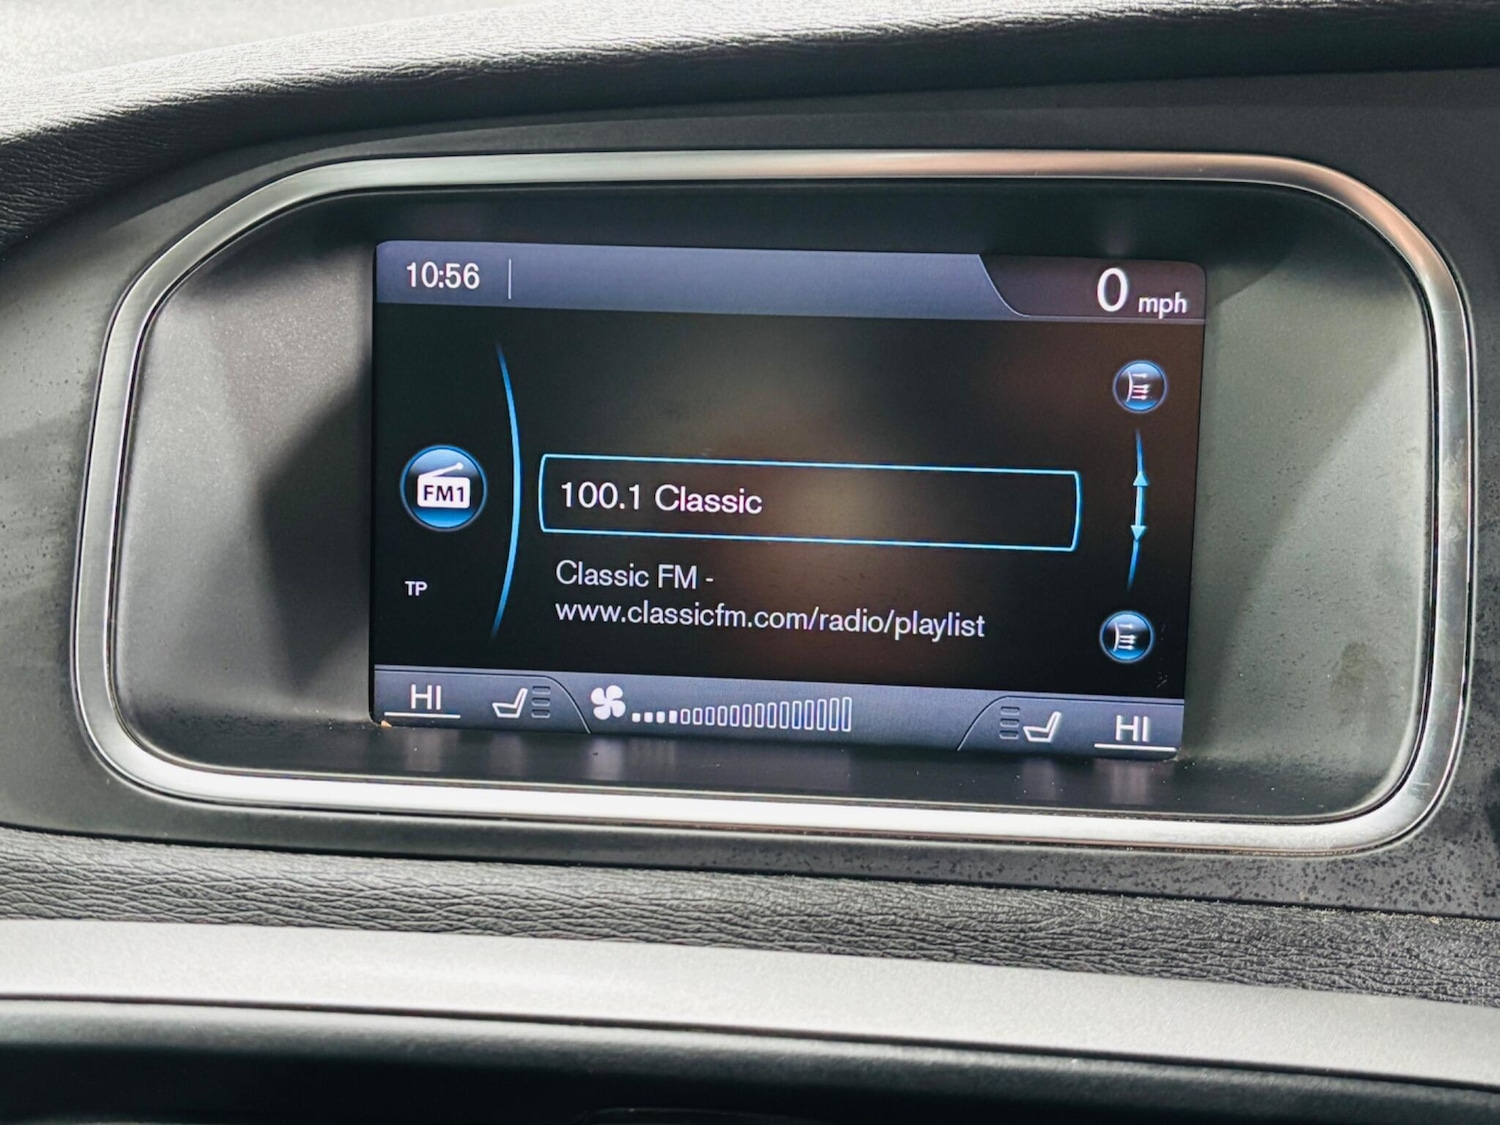 10:56
0 mph
FM1
100.1 Classic
TP
Classic FM -
www.classicfm.com/radio/playlist
HI
HI